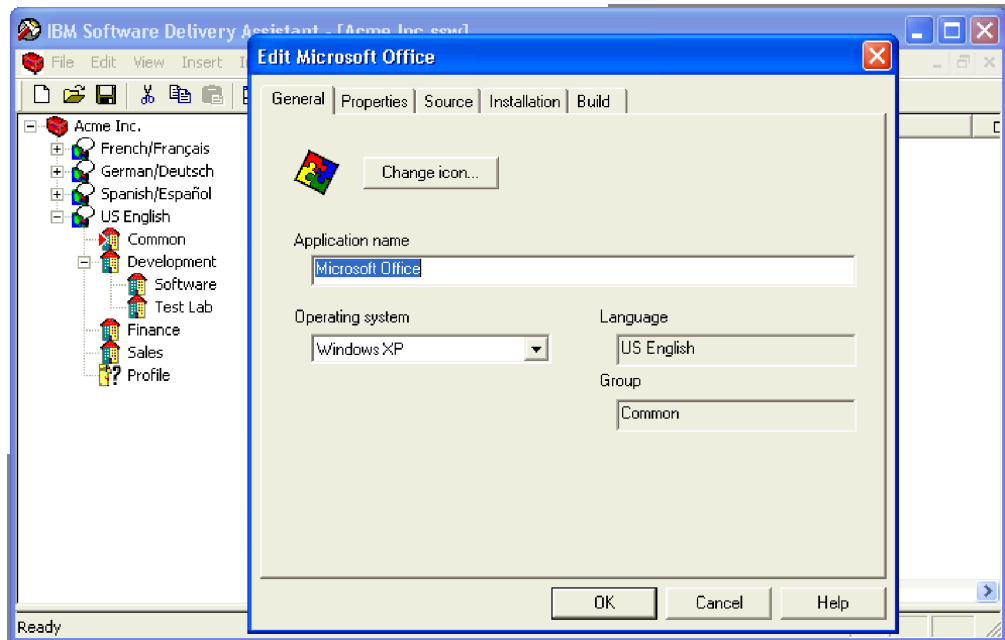 IBM Software Delivery Assistant - [Acme Inc.ssw]
Edit Microsoft Office
File Edit View Insert
General Properties Source Installation Build
Acme Inc.
French/Français
German/Deutsch
Spanish/Español
US English
Common
Development
Software
Test Lab
Finance
Sales
Profile
Change icon...
Application name
Microsoft Office
Operating system
Windows XP
Language
US English
Group
Common
OK Cancel Help
Ready